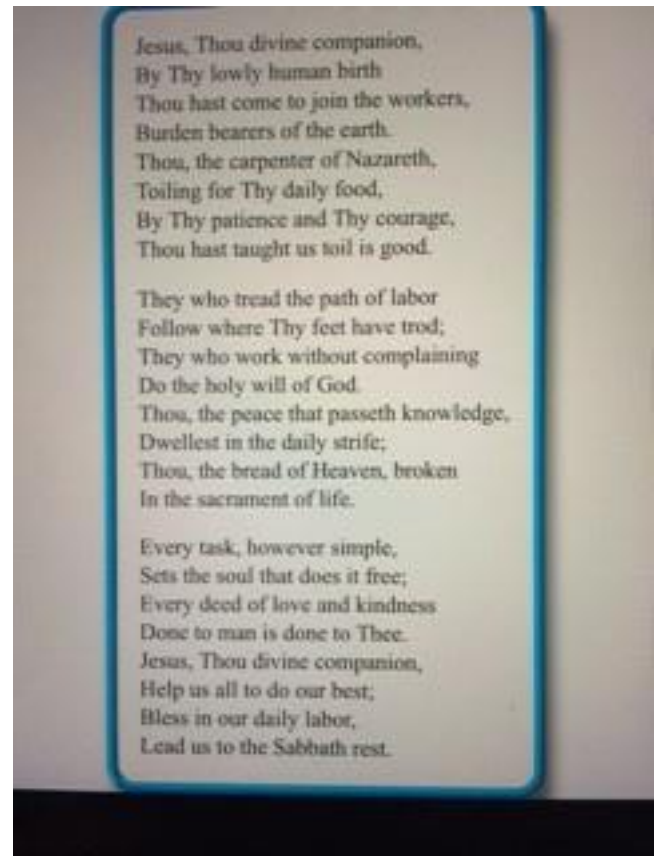 Jesus, Thou divine companion,
By Thy lowly human birth
Thou hast come to join the workers,
Burden bearers of the earth.
Thou, the carpenter of Nazareth,
Toiling for Thy daily food,
By Thy patience and Thy courage,
Thou hast taught us toil is good.
They who tread the path of labor
Follow where Thy feet have trod;
They who work without complaining
Do the holy will of God.
Thou, the peace that passeth knowledge,
Dwellest in the daily strife;
Thou, the bread of Heaven, broken
In the sacrament of life.
Every task, however simple,
Sets the soul that does it free;
Every deed of love and kindness
Done to man is done to Thee.
Jesus, Thou divine companion,
Help us all to do our best;
Bless in our daily labor,
Lead us to the Sabbath rest.